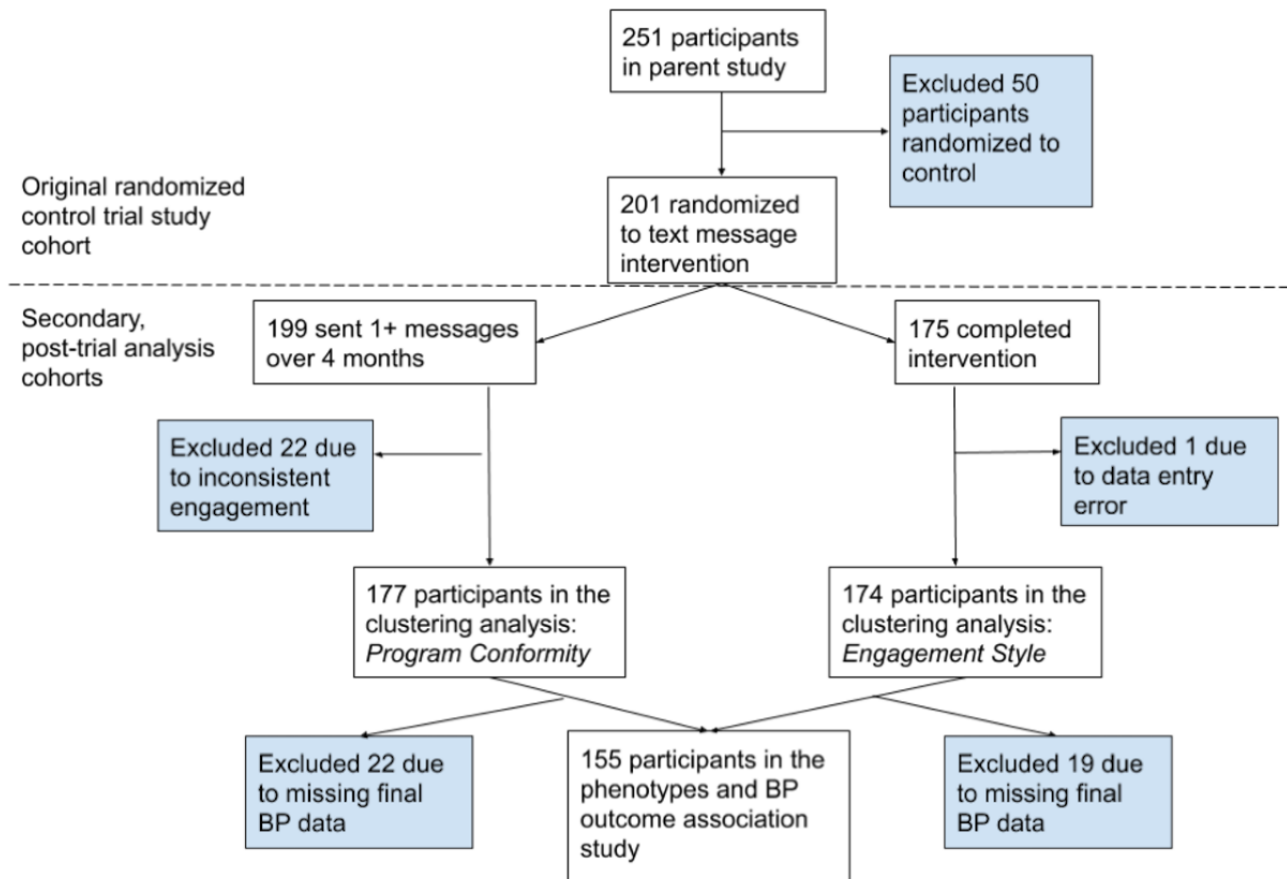 251 participants
in parent study
Excluded 50
participants
randomized to
control
Original randomized
control trial study
cohort
201 randomized
to text message
intervention
Secondary,
post-trial analysis
cohorts
199 sent 1+ messages
over 4 months
175 completed
intervention
Excluded 22 due
to inconsistent
engagement
Excluded 1 due
to data entry
error
177 participants in the
clustering analysis:
Program Conformity
174 participants in the
clustering analysis:
Engagement Style
Excluded 22 due
to missing final
BP data
155 participants in the
phenotypes and BP
outcome association
study
Excluded 19 due
to missing final
BP data